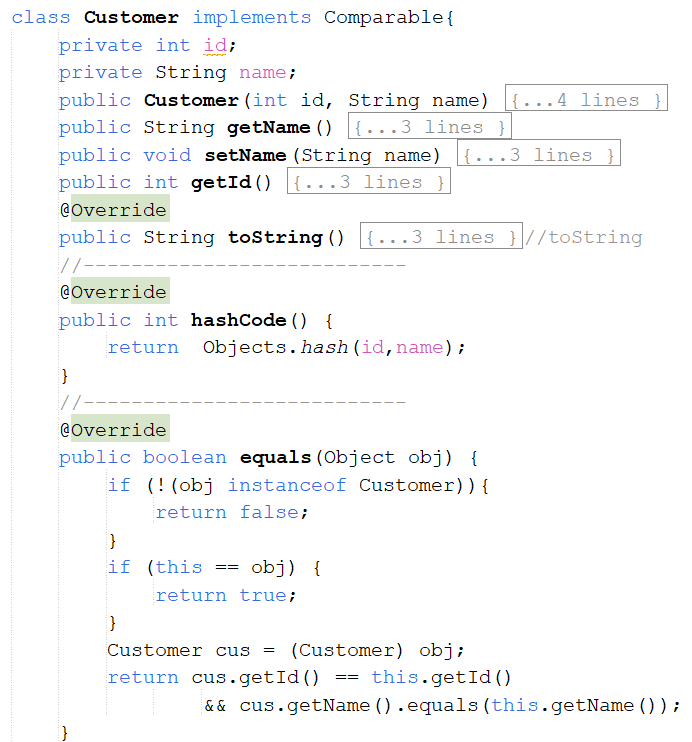 class Customer implements Comparable{
    private int id;
    private String name;
    public Customer(int id, String name) {...4 lines }
    public String getName() {...3 lines }
    public void setName(String name) {...3 lines }
    public int getId() {...3 lines }
    @Override
    public String toString() {...3 lines }//toString
    //---------------------------
    @Override
    public int hashCode() {
        return  Objects.hash(id,name);
    }
    //---------------------------
    @Override
    public boolean equals(Object obj) {
        if (!(obj instanceof Customer)){
            return false;
        }
        if (this == obj) {
            return true;
        }
        Customer cus = (Customer) obj;
        return cus.getId() == this.getId()
                && cus.getName().equals(this.getName());
    }